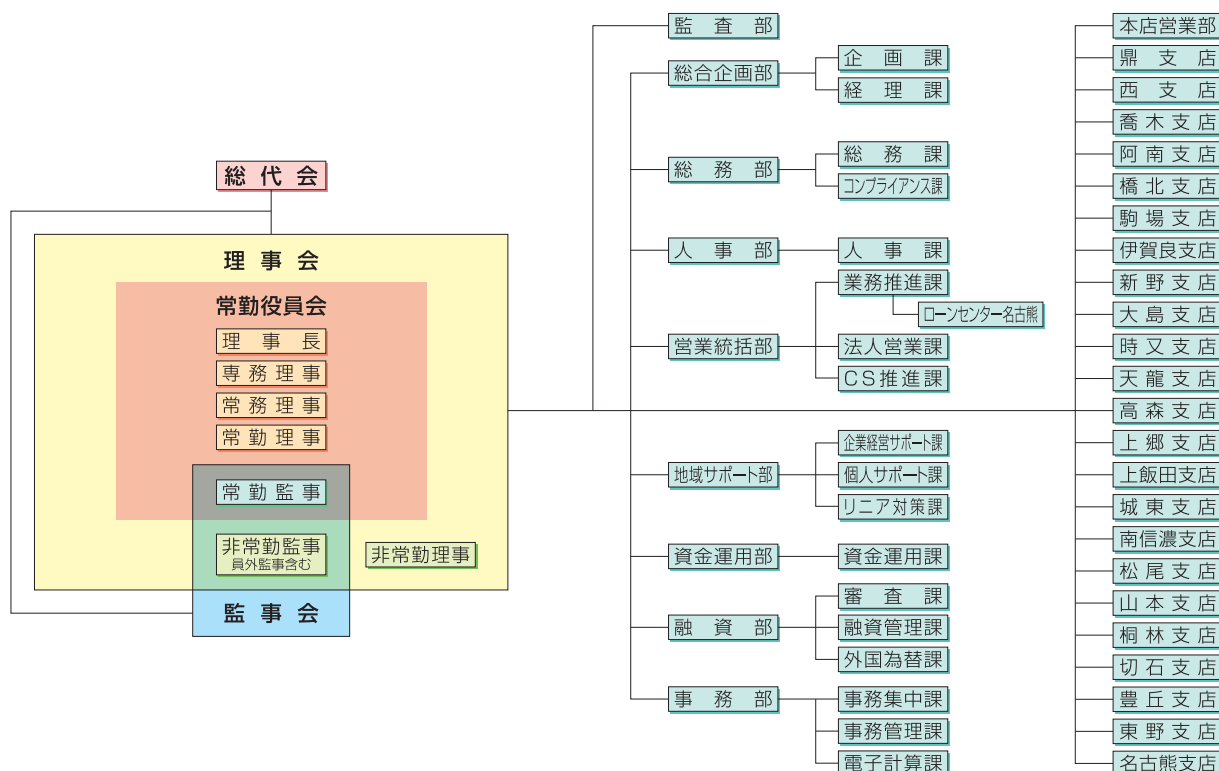 総代会
理事会
常勤役員会
理事長
専務理事
常務理事
常勤理事
常勤監事
非常勤監事
員外監事含む
非常勤理事
監事会
監査部
総合企画部
企画課
経理課
総務部
総務課
コンプライアンス課
人事部
人事課
営業統括部
業務推進課
ローンセンター名古熊
法人営業課
CS推進課
地域サポート部
企業経営サポート課
個人サポート課
リニア対策課
資金運用部
資金運用課
融資部
審査課
融資管理課
外国為替課
事務部
事務集中課
事務管理課
電子計算課
本店営業部
鼎支店
西支店
喬木支店
阿南支店
橋北支店
駒場支店
伊賀良支店
新野支店
大島支店
時又支店
天龍支店
高森支店
上郷支店
上飯田支店
城東支店
南信濃支店
松尾支店
山本支店
桐林支店
切石支店
豊丘支店
東野支店
名古熊支店